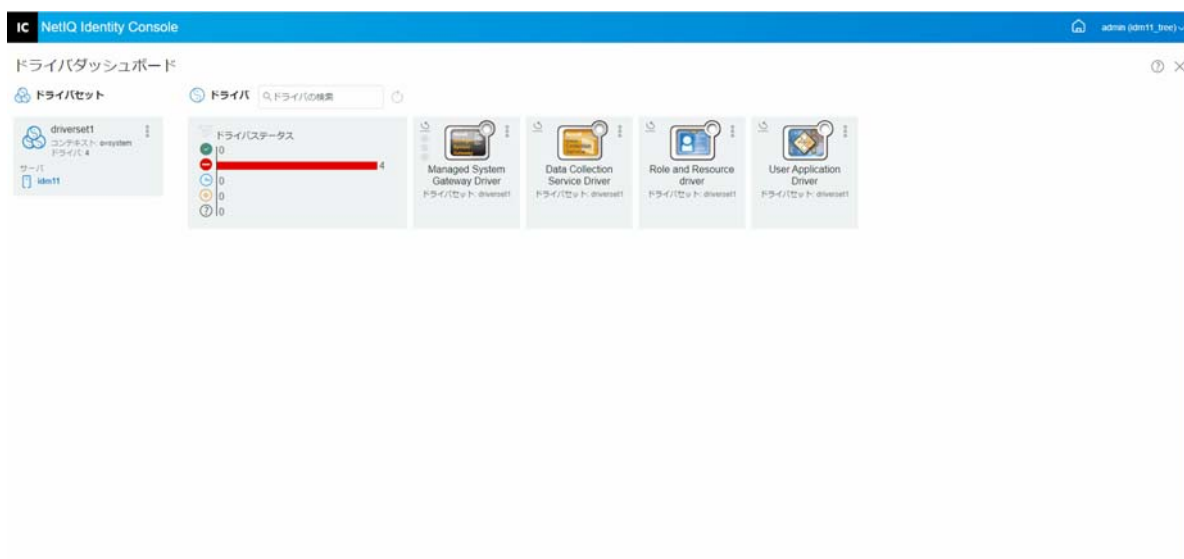 IC NetIQ Identity Console
admin (idm11_tree)
ドライバダッシュボード
ドライバセット
ドライバ
ドライバの検索
driverset1
コンテキスト: o=system
ドライバ: 4
サーバ
idm11
ドライバステータス
0
4
0
0
0
Managed System
Gateway Driver
ドライバセット: driverset1
Data Collection
Service Driver
ドライバセット: driverset1
Role and Resource
driver
ドライバセット: driverset1
User Application
Driver
ドライバセット: driverset1